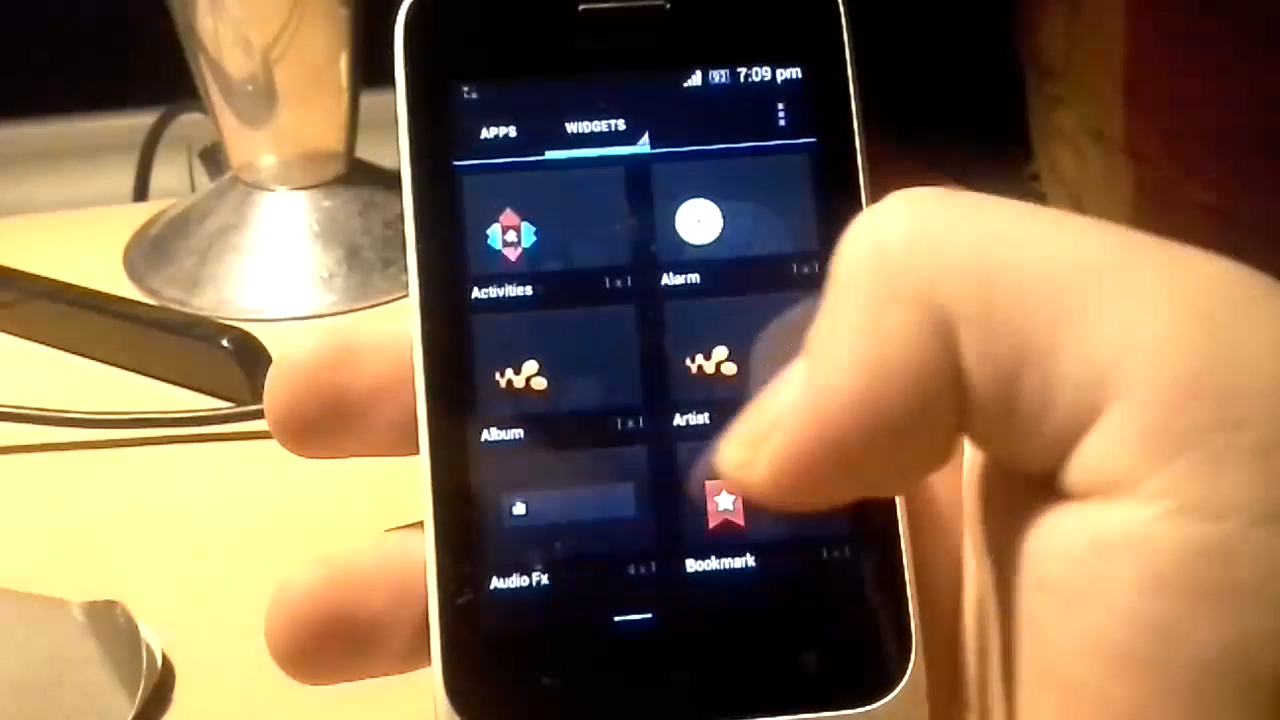 93 7:09 pm
APPS WIDGETS
Activities 1 x 1 Alarm 1 x 1
Album 1 x 1 Artist
Audio Fx 4 x 1 Bookmark 1 x 1